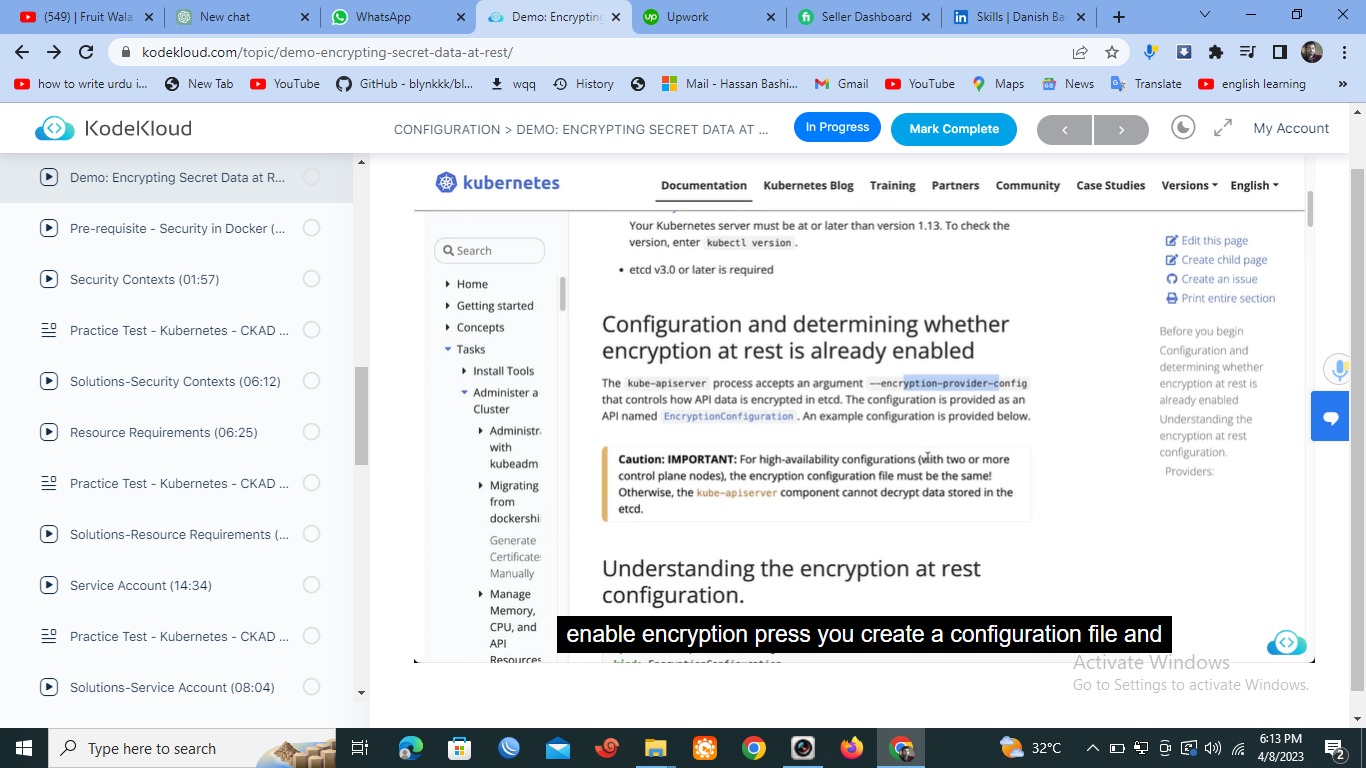 (549) Fruit Wala
New chat
WhatsApp
Demo: Encrypting
Upwork
Seller Dashboard
Skills | Danish Ba
kodekloud.com/topic/demo-encrypting-secret-data-at-rest/
how to write urdu i...
New Tab
YouTube
GitHub - blynkkk/bl...
wqq
History
Mail - Hassan Bashi...
Gmail
YouTube
Maps
News
Translate
english learning
»
KodeKloud
CONFIGURATION > DEMO: ENCRYPTING SECRET DATA AT ...
In Progress
Mark Complete
My Account
Demo: Encrypting Secret Data at R...
Pre-requisite - Security in Docker (...
Security Contexts (01:57)
Practice Test - Kubernetes - CKAD ...
Solutions-Security Contexts (06:12)
Resource Requirements (06:25)
Practice Test - Kubernetes - CKAD ...
Solutions-Resource Requirements (...
Service Account (14:34)
Practice Test - Kubernetes - CKAD ...
Solutions-Service Account (08:04)
kubernetes
Documentation
Kubernetes Blog
Training
Partners
Community
Case Studies
Versions
English
Search
Home
Getting started
Concepts
Tasks
Install Tools
Administer a
Cluster
Administr
with
kubeadm
Migrating
from
dockershi
Generate
Certificate
Manually
Manage
Memory,
CPU, and
API
Resources
Your Kubernetes server must be at or later than version 1.13. To check the
version, enter kubectl version .
• etcd v3.0 or later is required
Configuration and determining whether
encryption at rest is already enabled
The kube-apiserver process accepts an argument --encryption-provider-config
that controls how API data is encrypted in etcd. The configuration is provided as an
API named EncryptionConfiguration . An example configuration is provided below.
Caution: IMPORTANT: For high-availability configurations (with two or more
control plane nodes), the encryption configuration file must be the same!
Otherwise, the kube-apiserver component cannot decrypt data stored in the
etcd.
Understanding the encryption at rest
configuration.
enable encryption press you create a configuration file and
Edit this page
Create child page
Create an issue
Print entire section
Before you begin
Configuration and
determining whether
encryption at rest is
already enabled
Understanding the
encryption at rest
configuration.
Providers:
Activate Windows
Go to Settings to activate Windows.
Type here to search
32°C
6:13 PM
4/8/2023
2